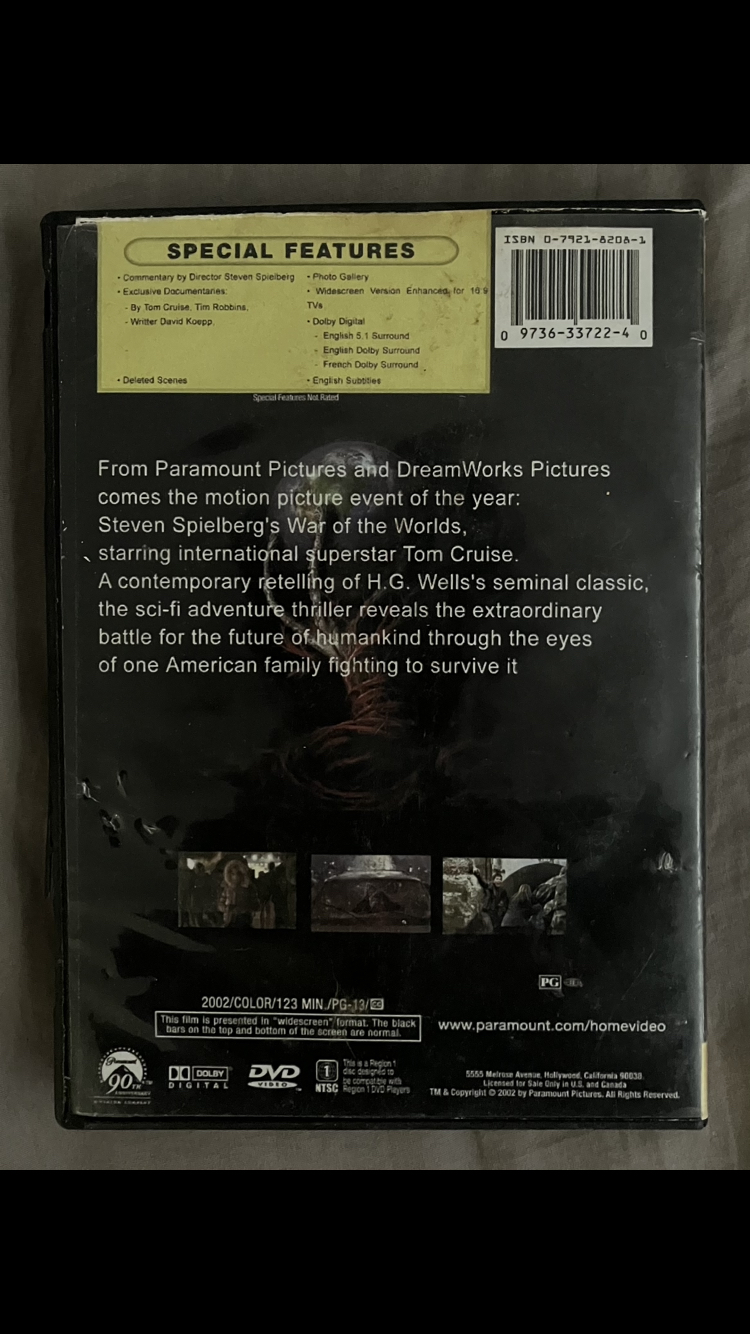 SPECIAL FEATURES
• Commentary by Director Steven Spielberg
• Exclusive Documentaries:
- By Tom Cruise, Tim Robbins,
- Writter David Koepp,
• Deleted Scenes
• Photo Gallery
• Widescreen Version Enhanced for 16:9
TVs
• Dolby Digital
- English 5.1 Surround
- English Dolby Surround
- French Dolby Surround
• English Subtitles
Special Features Not Rated
ISBN 0-7921-8208-1
0 9736-33722-4 0
From Paramount Pictures and DreamWorks Pictures
comes the motion picture event of the year:
Steven Spielberg's War of the Worlds,
starring international superstar Tom Cruise.
A contemporary retelling of H.G. Wells's seminal classic,
the sci-fi adventure thriller reveals the extraordinary
battle for the future of humankind through the eyes
of one American family fighting to survive it
PG
2002/COLOR/123 MIN./PG-13/
This film is presented in "widescreen" format. The black
bars on the top and bottom of the screen are normal.
www.paramount.com/homevideo
Paramount
90TH
ANNIVERSARY
DOLBY
DIGITAL
DVD
VIDEO
1
NTSC
This is a Region 1
disc designed to
be compatible with
Region 1 DVD Players
5555 Melrose Avenue, Hollywood, California 90038.
Licensed for Sale Only in U.S. and Canada
TM & Copyright © 2002 by Paramount Pictures. All Rights Reserved.